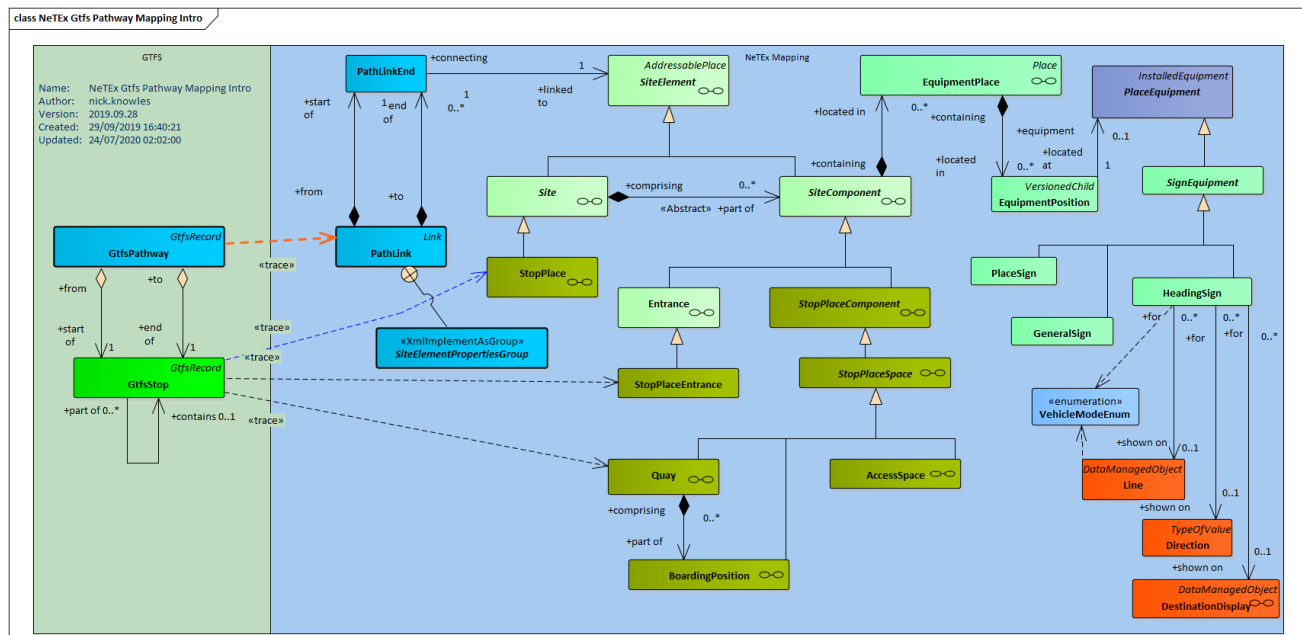 class NeTEx Gtfs Pathway Mapping Intro
GTFS
Name: NeTEx Gtfs Pathway Mapping Intro
Author: nick.knowles
Version: 2019.09.28
Created: 29/09/2019 16:40:21
Updated: 24/07/2020 02:02:00
NeTEx Mapping
PathLinkEnd
+connecting
1
+linked
to
1
0..*
+start
of
1
end
of
+from
+to
AddressablePlace
SiteElement
Place
EquipmentPlace
+located in
0..*
+containing
+equipment
+located
in
0..*
+located
at
0..1
1
InstalledEquipment
PlaceEquipment
VersionedChild
EquipmentPosition
SignEquipment
Site
+comprising
0..*
«Abstract»
+part of
+containing
SiteComponent
GtfsRecord
GtfsPathway
«trace»
Link
PathLink
StopPlace
+from
+to
+start
of
1
+end
of
1
«trace»
«trace»
«trace»
GtfsRecord
GtfsStop
+part of 0..*
+contains 0..1
«XmlImplementAsGroup»
SiteElementPropertiesGroup
Entrance
StopPlaceComponent
StopPlaceEntrance
StopPlaceSpace
PlaceSign
HeadingSign
GeneralSign
+for
0..*
+for
0..*
+for
0..*
«enumeration»
VehicleModeEnum
+shown on
0..1
DataManagedObject
Line
+shown on
0..1
TypeOfValue
Direction
+shown on
0..1
DataManagedObject
DestinationDisplay
Quay
AccessSpace
+comprising
0..*
+part of
BoardingPosition